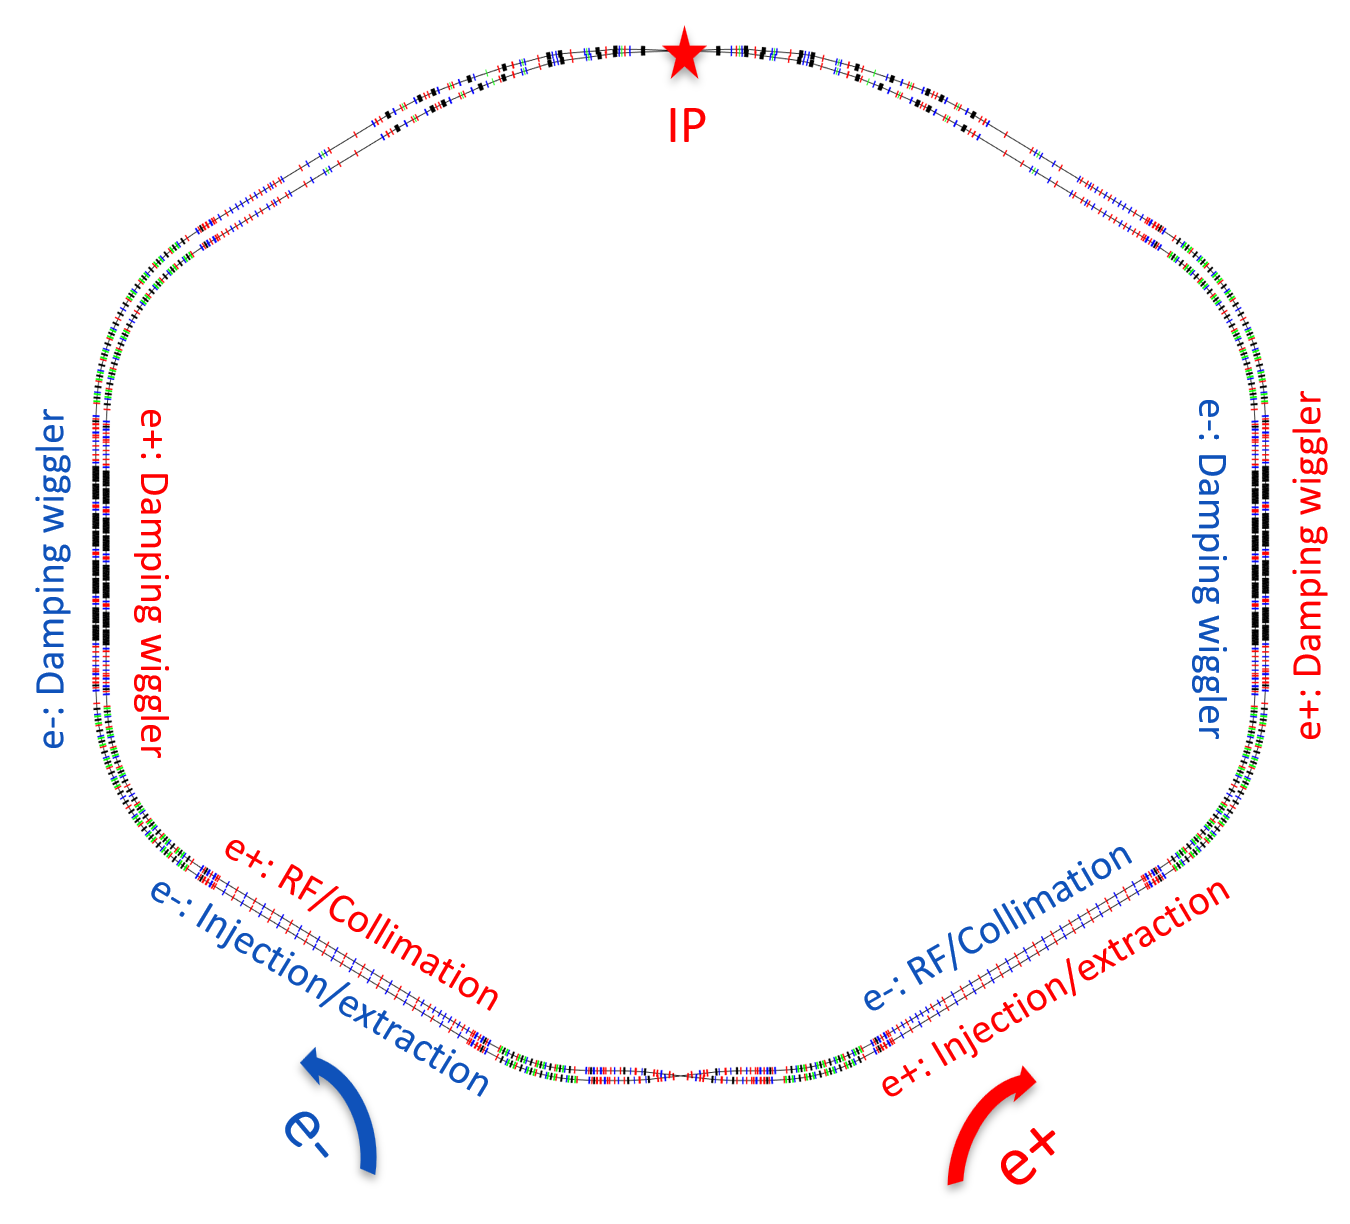 IP
e-: Damping wiggler
e+: Damping wiggler
e-: Damping wiggler
e+: Damping wiggler
e+: RF/Collimation
e-: Injection/extraction
e-: RF/Collimation
e+: Injection/extraction
e-
e+